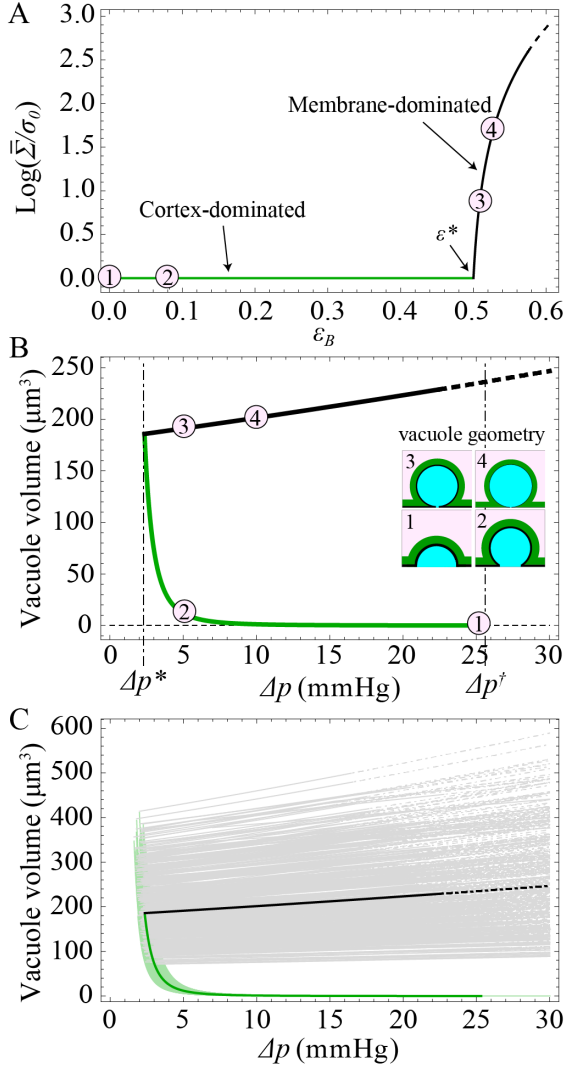 A
3.0
2.5
2.0
1.5
1.0
0.5
0.0
Log(Σ̿/σ₀)
Membrane-dominated
4
3
Cortex-dominated
ε*
1
2
0.0 0.1 0.2 0.3 0.4 0.5 0.6
ε_B
B
250
200
150
100
50
0
Vacuole volume (μm³)
3
4
vacuole geometry
3 4
1 2
2
1
0 5 10 15 20 25 30
Δp* Δp (mmHg) Δp†
C
600
500
400
300
200
100
0
Vacuole volume (μm³)
0 5 10 15 20 25 30
Δp (mmHg)